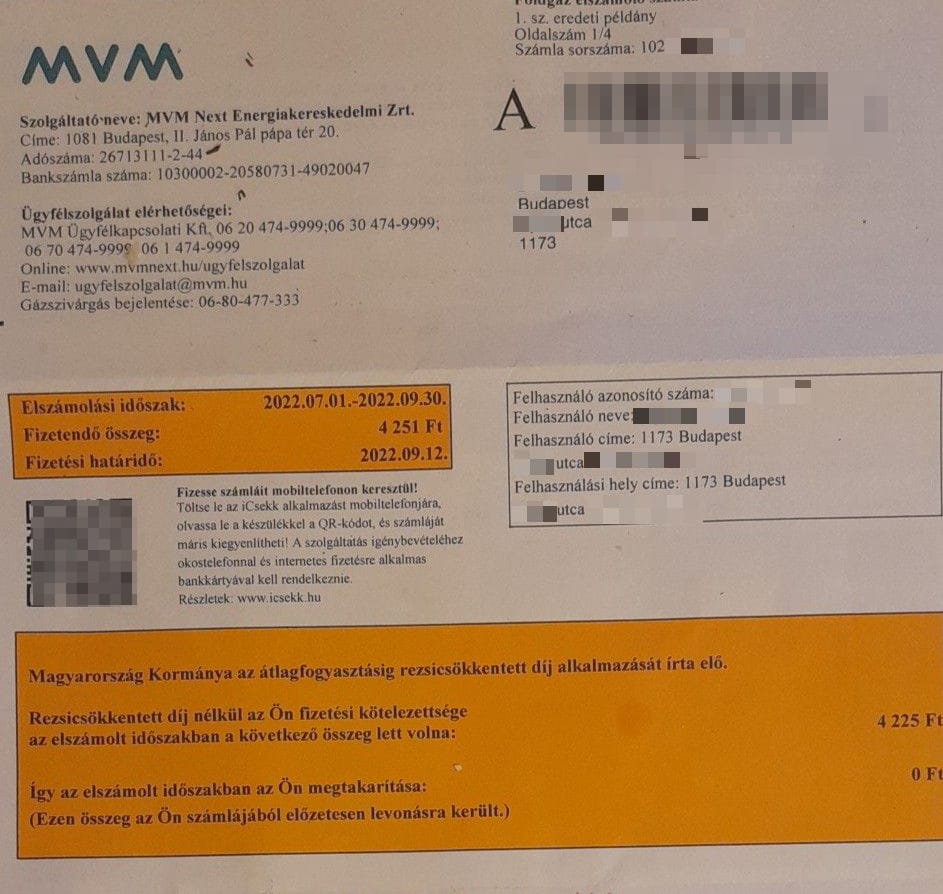 1. sz. eredeti példány
Oldalszám 1/4
Számla sorszáma: 102
MVM
A
Szolgáltató neve: MVM Next Energiakereskedelmi Zrt.
Címe: 1081 Budapest, II. János Pál pápa tér 20.
Adószáma: 26713111-2-44
Bankszámla száma: 10300002-20580731-49020047
Ügyfélszolgálat elérhetőségei:
MVM Ügyfélkapcsolati Kft. 06 20 474-9999;06 30 474-9999;
06 70 474-9999 06 1 474-9999
Online: www.mvmnext.hu/ugyfelszolgalat
E-mail: ugyfelszolgalat@mvm.hu
Gázszivárgás bejelentése: 06-80-477-333
Budapest
utca
1173
Elszámolási időszak: 2022.07.01.-2022.09.30.
Fizetendő összeg: 4 251 Ft
Fizetési határidő: 2022.09.12.
Felhasználó azonosító száma:
Felhasználó neve:
Felhasználó címe: 1173 Budapest
utca
Felhasználási hely címe: 1173 Budapest
utca
Fizesse számláit mobiltelefonon keresztül!
Töltse le az iCsekk alkalmazást mobiltelefonjára,
olvassa le a készülékkel a QR-kódot, és számláját
máris kiegyenlítheti! A szolgáltatás igénybevételéhez
okostelefonnal és internetes fizetésre alkalmas
bankkártyával kell rendelkeznie.
Részletek: www.icsekk.hu
Magyarország Kormánya az átlagfogyasztásig rezsicsökkentett díj alkalmazását írta elő.
Rezsicsökkentett díj nélkül az Ön fizetési kötelezettsége
az elszámolt időszakban a következő összeg lett volna: 4 225 Ft
Így az elszámolt időszakban az Ön megtakarítása: 0 Ft
(Ezen összeg az Ön számlájából előzetesen levonásra került.)